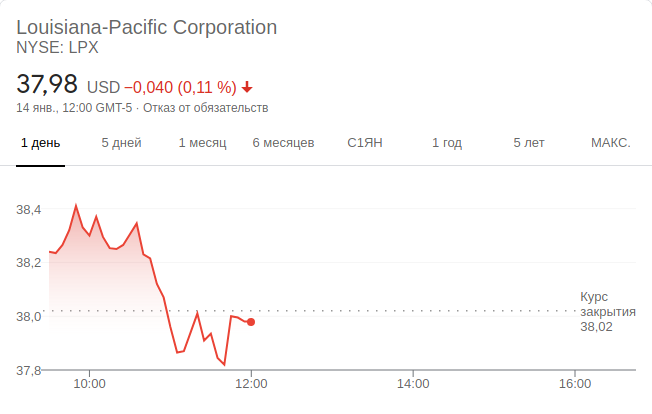 Louisiana-Pacific Corporation
NYSE: LPX
37,98 USD −0,040 (0,11 %)
14 янв., 12:00 GMT-5 · Отказ от обязательств
1 день 5 дней 1 месяц 6 месяцев С1ЯН 1 год 5 лет МАКС.
38,4
38,2
38,0
37,8
Курс
закрытия
38,02
10:00 12:00 14:00 16:00